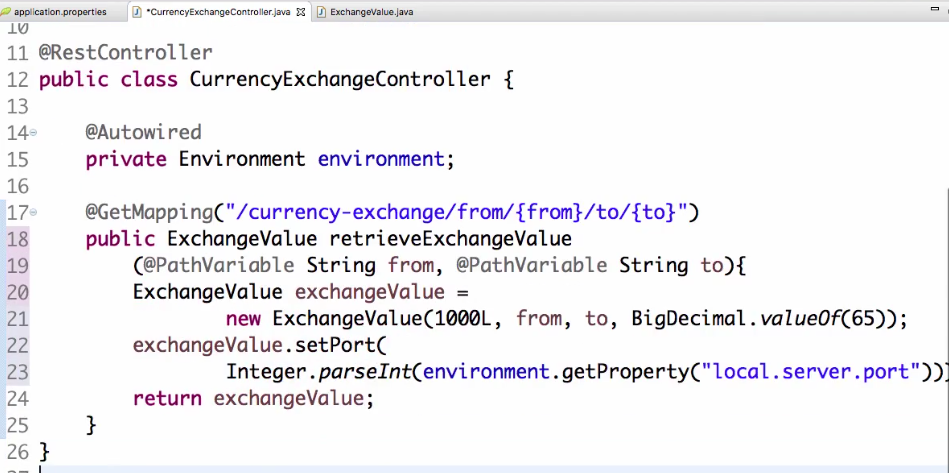 application.properties *CurrencyExchangeController.java ExchangeValue.java
10
11 @RestController
12 public class CurrencyExchangeController {
13
14 @Autowired
15 private Environment environment;
16
17 @GetMapping("/currency-exchange/from/{from}/to/{to}")
18 public ExchangeValue retrieveExchangeValue
19 (@PathVariable String from, @PathVariable String to){
20 ExchangeValue exchangeValue =
21 new ExchangeValue(1000L, from, to, BigDecimal.valueOf(65));
22 exchangeValue.setPort(
23 Integer.parseInt(environment.getProperty("local.server.port"))
24 return exchangeValue;
25 }
26 }